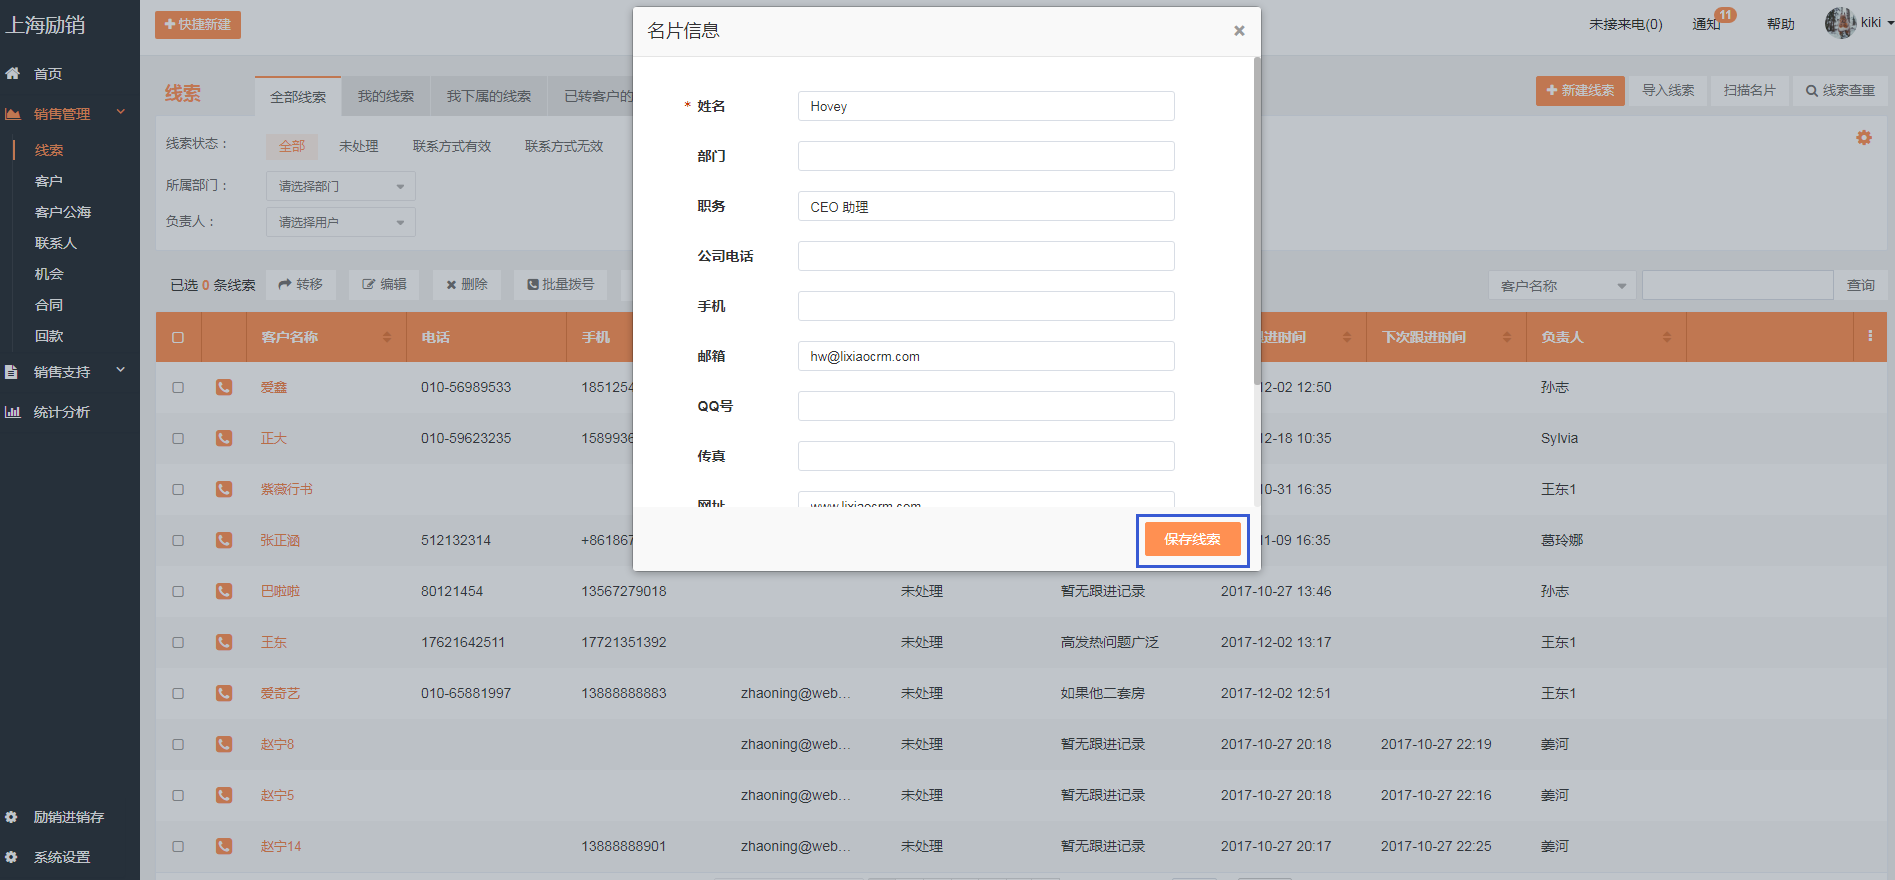 上海励销
快捷新建
未接来电(0)
通知
11
帮助
kiki
首页
销售管理
线索
客户
客户公海
联系人
机会
合同
回款
销售支持
统计分析
励销进销存
系统设置
线索
全部线索
我的线索
我下属的线索
已转客户的
新建线索
导入线索
扫描名片
线索查重
线索状态：
全部
未处理
联系方式有效
联系方式无效
所属部门：
请选择部门
负责人：
请选择用户
已选 0 条线索
转移
编辑
删除
批量拨号
客户名称
查询
名片信息
×
* 姓名
Hovey
部门
职务
CEO 助理
公司电话
手机
邮箱
hw@lixiaocrm.com
QQ号
传真
网址
www.lixiaocrm.com
保存线索
客户名称 电话 手机 进时间 下次跟进时间 负责人
爱鑫 010-56989533 1851254 12-02 12:50 孙志
正大 010-59623235 1589936 12-18 10:35 Sylvia
紫薇行书 10-31 16:35 王东1
张正涵 512132314 +861867 11-09 16:35 葛玲娜
巴啦啦 80121454 13567279018 未处理 暂无跟进记录 2017-10-27 13:46 孙志
王东 17621642511 17721351392 未处理 高发热问题广泛 2017-12-02 13:17 王东1
爱奇艺 010-65881997 13888888883 zhaoning@web... 未处理 如果他二套房 2017-12-02 12:51 王东1
赵宁8 zhaoning@web... 未处理 暂无跟进记录 2017-10-27 20:18 2017-10-27 22:19 姜河
赵宁5 zhaoning@web... 未处理 暂无跟进记录 2017-10-27 20:18 2017-10-27 22:16 姜河
赵宁14 13888888901 zhaoning@web... 未处理 暂无跟进记录 2017-10-27 20:17 2017-10-27 22:25 姜河